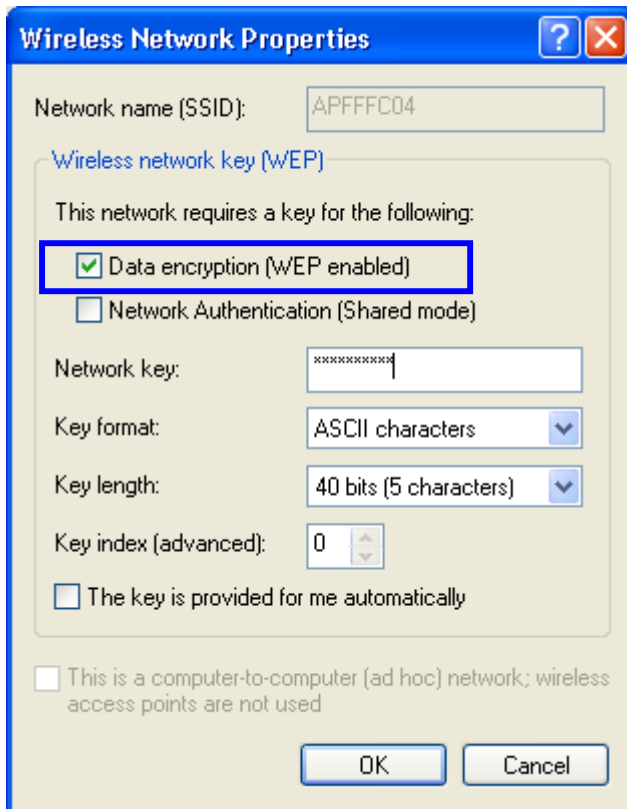 Wireless Network Properties
Network name (SSID): APFFFC04
Wireless network key (WEP)
This network requires a key for the following:
Data encryption (WEP enabled)
Network Authentication (Shared mode)
Network key: **********
Key format: ASCII characters
Key length: 40 bits (5 characters)
Key index (advanced): 0
The key is provided for me automatically
This is a computer-to-computer (ad hoc) network; wireless
access points are not used
OK Cancel